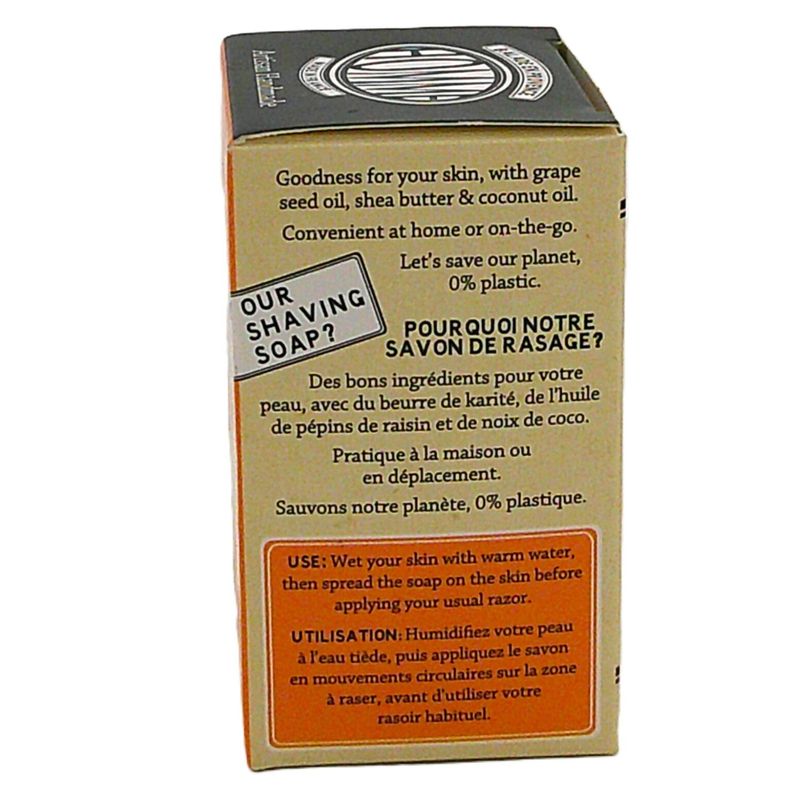 Artisan Handmade
Goodness for your skin, with grape
seed oil, shea butter & coconut oil.
Convenient at home or on-the-go.
Let's save our planet,
0% plastic.
OUR
SHAVING
SOAP?
POURQUOI NOTRE
SAVON DE RASAGE?
Des bons ingrédients pour votre
peau, avec du beurre de karité, de l'huile
de pépins de raisin et de noix de coco.
Pratique à la maison ou
en déplacement.
Sauvons notre planète, 0% plastique.
USE: Wet your skin with warm water,
then spread the soap on the skin before
applying your usual razor.
UTILISATION: Humidifiez votre peau
à l'eau tiède, puis appliquez le savon
en mouvements circulaires sur la zone
à raser, avant d'utiliser votre
rasoir habituel.